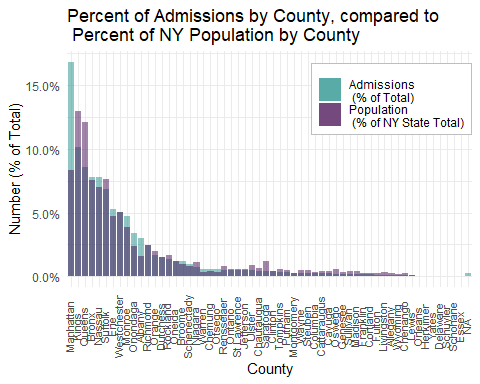 Percent of Admissions by County, compared to
Percent of NY Population by County
Admissions
(% of Total)
Population
(% of NY State Total)
Number (% of Total)
15.0%
10.0%
5.0%
0.0%
Manhattan
Kings
Queens
Bronx
Nassau
Suffolk
Erie
Westchester
Monroe
Onondaga
Albany
Richmond
Orange
Dutchess
Rockland
Oneida
Broome
Schenectady
Niagara
Warren
Chemung
Otsego
Rensselaer
Ontario
St. Lawrence
Jefferson
Ulster
Chautauqua
Saratoga
Clinton
Tompkins
Putnam
Montgomery
Wayne
Steuben
Columbia
Cattaraugus
Cayuga
Oswego
Genesee
Sullivan
Madison
Franklin
Cortland
Fulton
Livingston
Allegany
Wyoming
Chenango
Lewis
Orleans
Herkimer
Yates
Delaware
Schuyler
Schoharie
Essex
NA
County